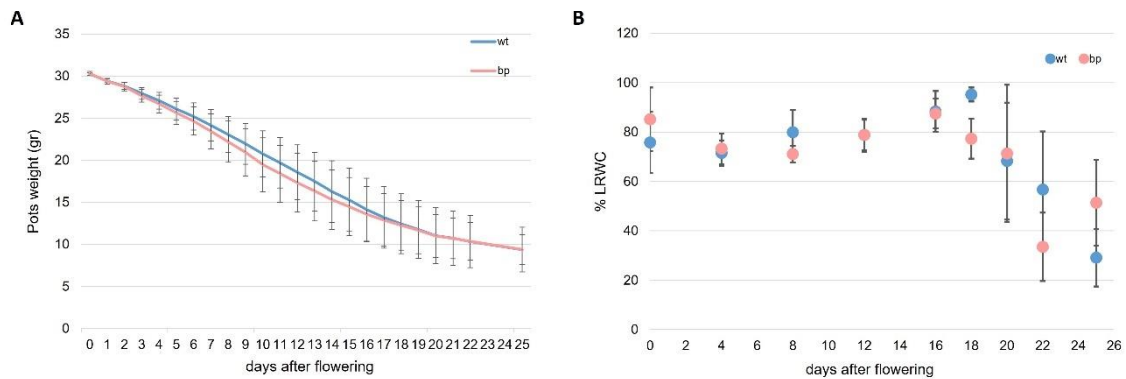 A
35
30
25
20
15
10
5
0
Pots weight (gr)
wt
bp
0 1 2 3 4 5 6 7 8 9 10 11 12 13 14 15 16 17 18 19 20 21 22 23 24 25
days after flowering
B
120
100
80
60
40
20
0
% LRWC
wt bp
0 2 4 6 8 10 12 14 16 18 20 22 24 26
days after flowering